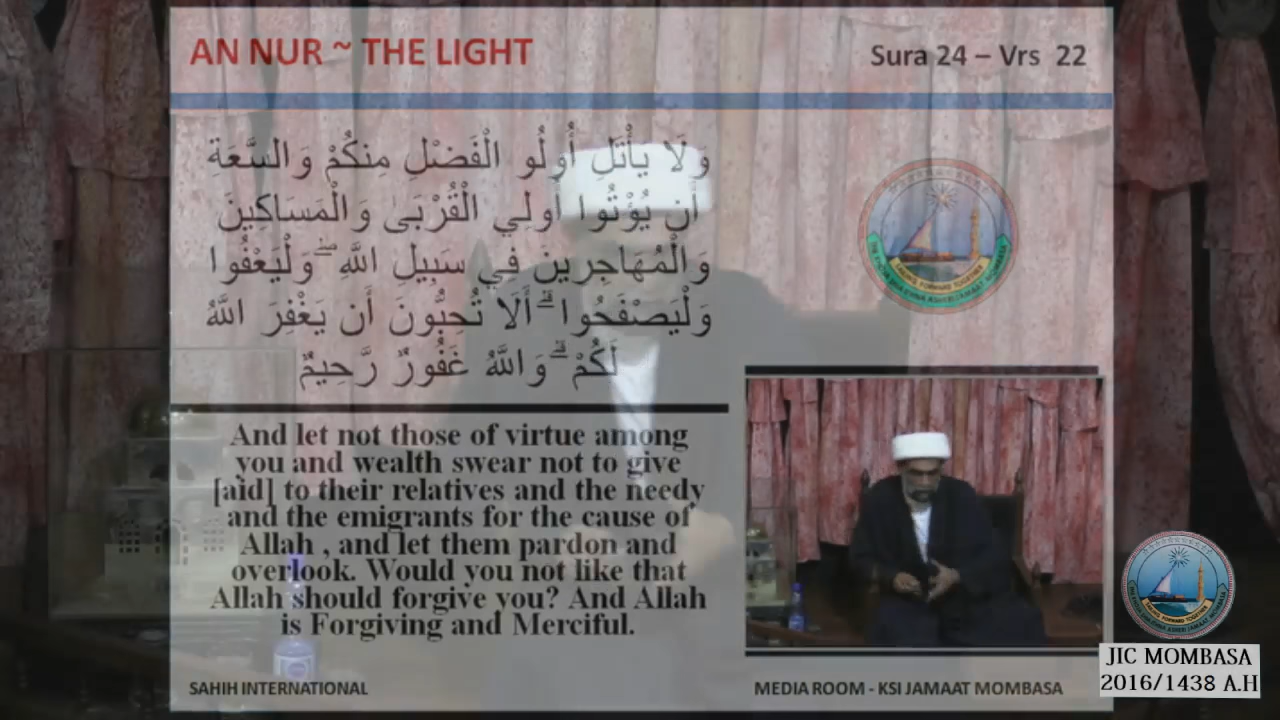 AN NUR ~ THE LIGHT
Sura 24 – Vrs 22
وَلَا يَأْتَلِ أُولُو الْفَضْلِ مِنكُمْ وَالسَّعَةِ
أَن يُؤْتُوا أُولِي الْقُرْبَىٰ وَالْمَسَاكِينَ
وَالْمُهَاجِرِينَ فِي سَبِيلِ اللَّهِ ۖ وَلْيَعْفُوا
وَلْيَصْفَحُوا ۗ أَلَا تُحِبُّونَ أَن يَغْفِرَ اللَّهُ
لَكُمْ ۗ وَاللَّهُ غَفُورٌ رَّحِيمٌ
And let not those of virtue among
you and wealth swear not to give
[aid] to their relatives and the needy
and the emigrants for the cause of
Allah , and let them pardon and
overlook. Would you not like that
Allah should forgive you? And Allah
is Forgiving and Merciful.
SAHIH INTERNATIONAL
MEDIA ROOM - KSI JAMAAT MOMBASA
JIC MOMBASA
2016/1438 A.H